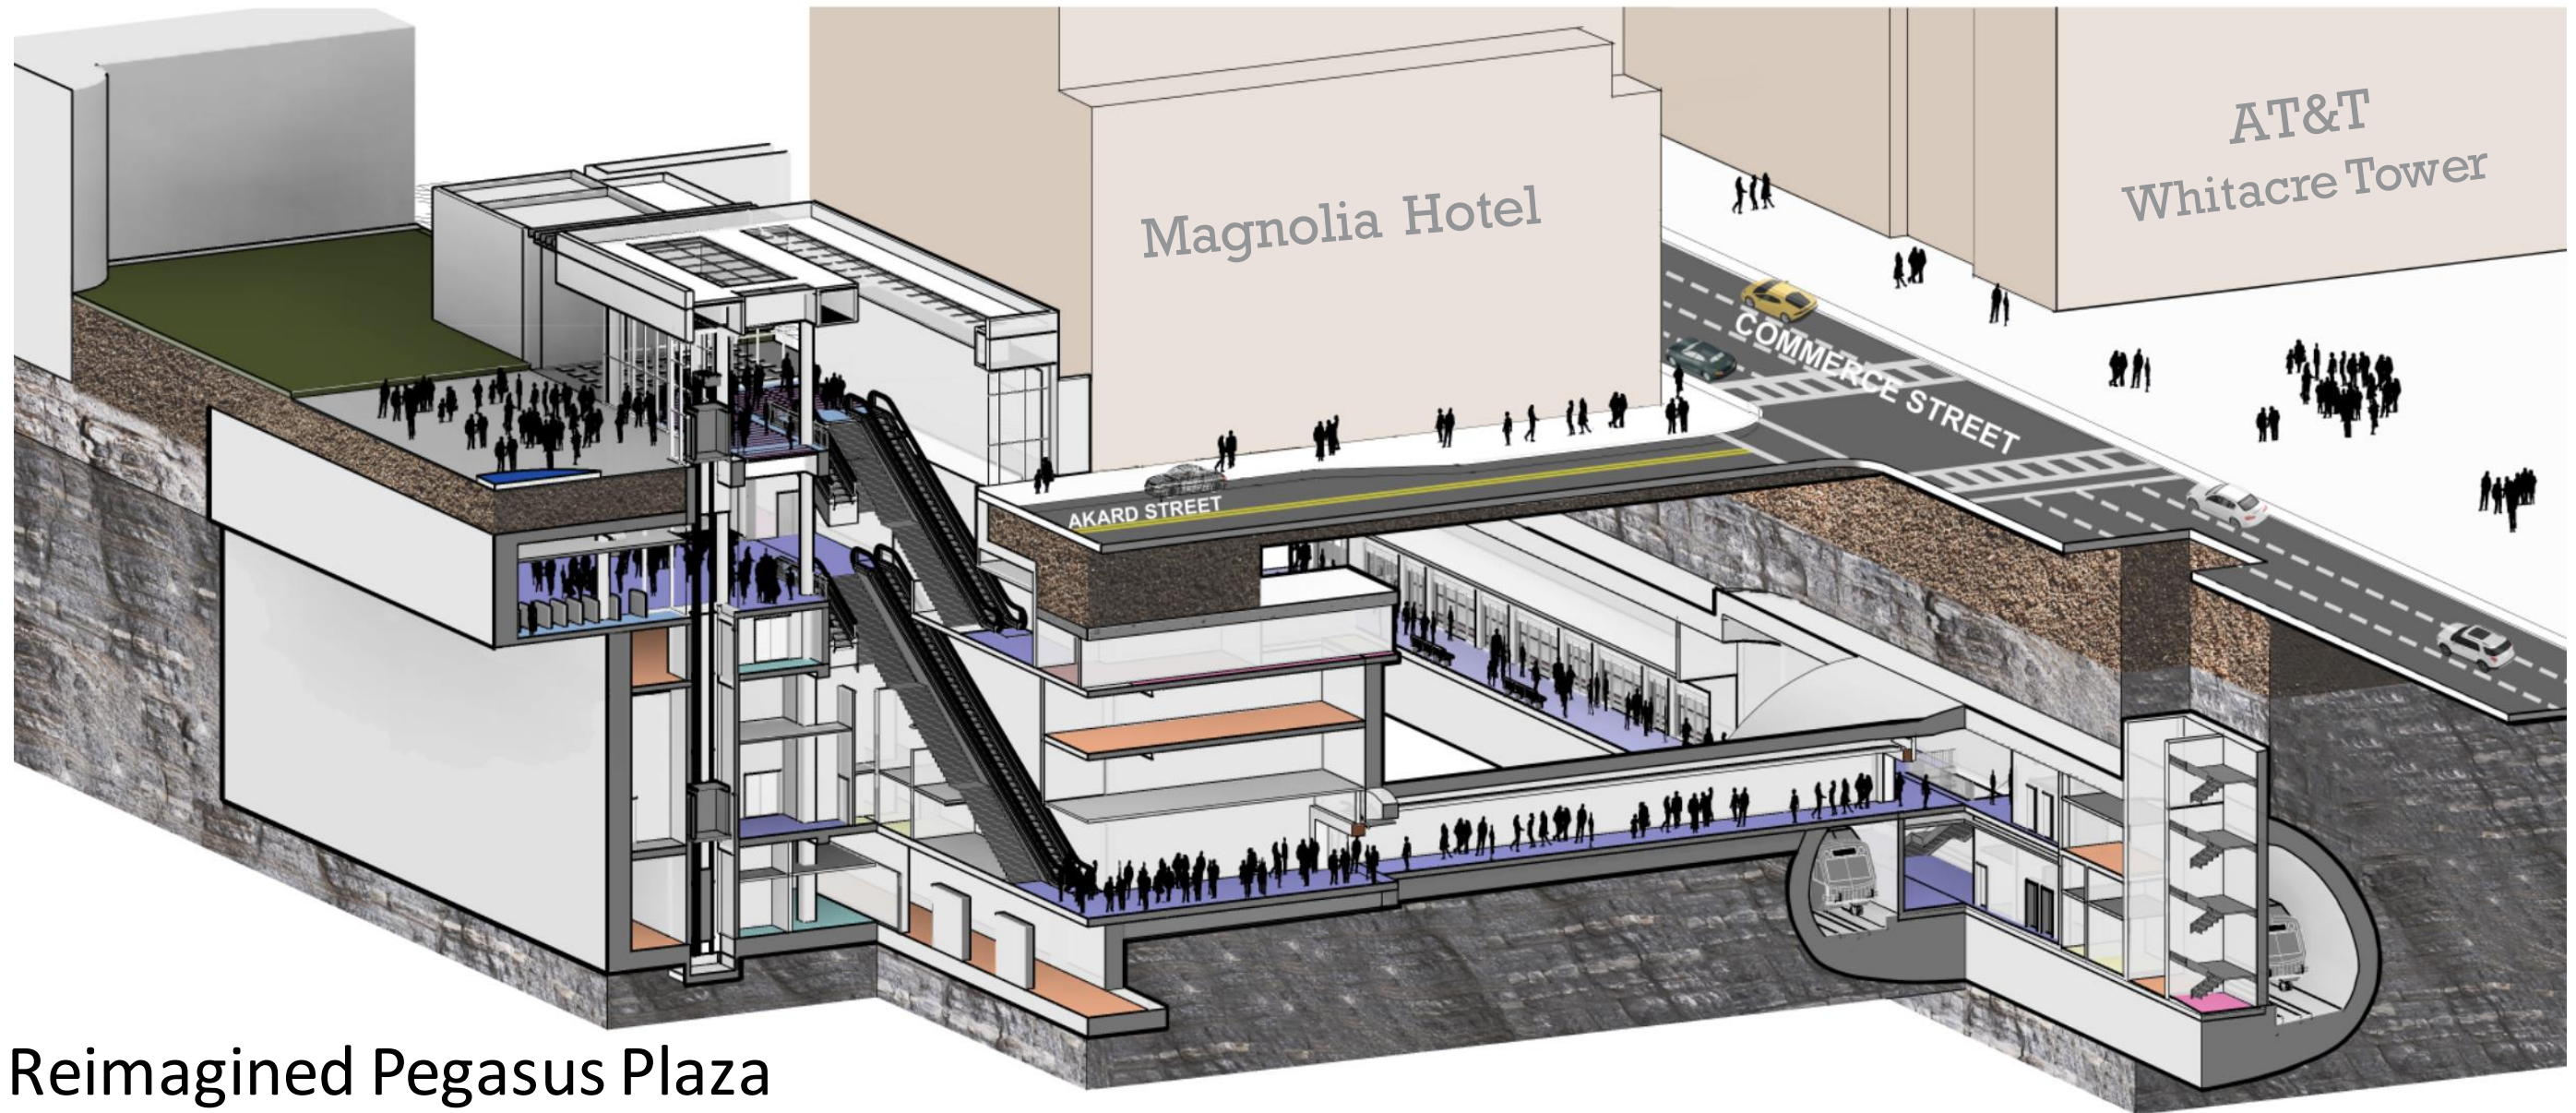 AT&T
Whitacre Tower
Magnolia Hotel
COMMERCE STREET
AKARD STREET
Reimagined Pegasus Plaza